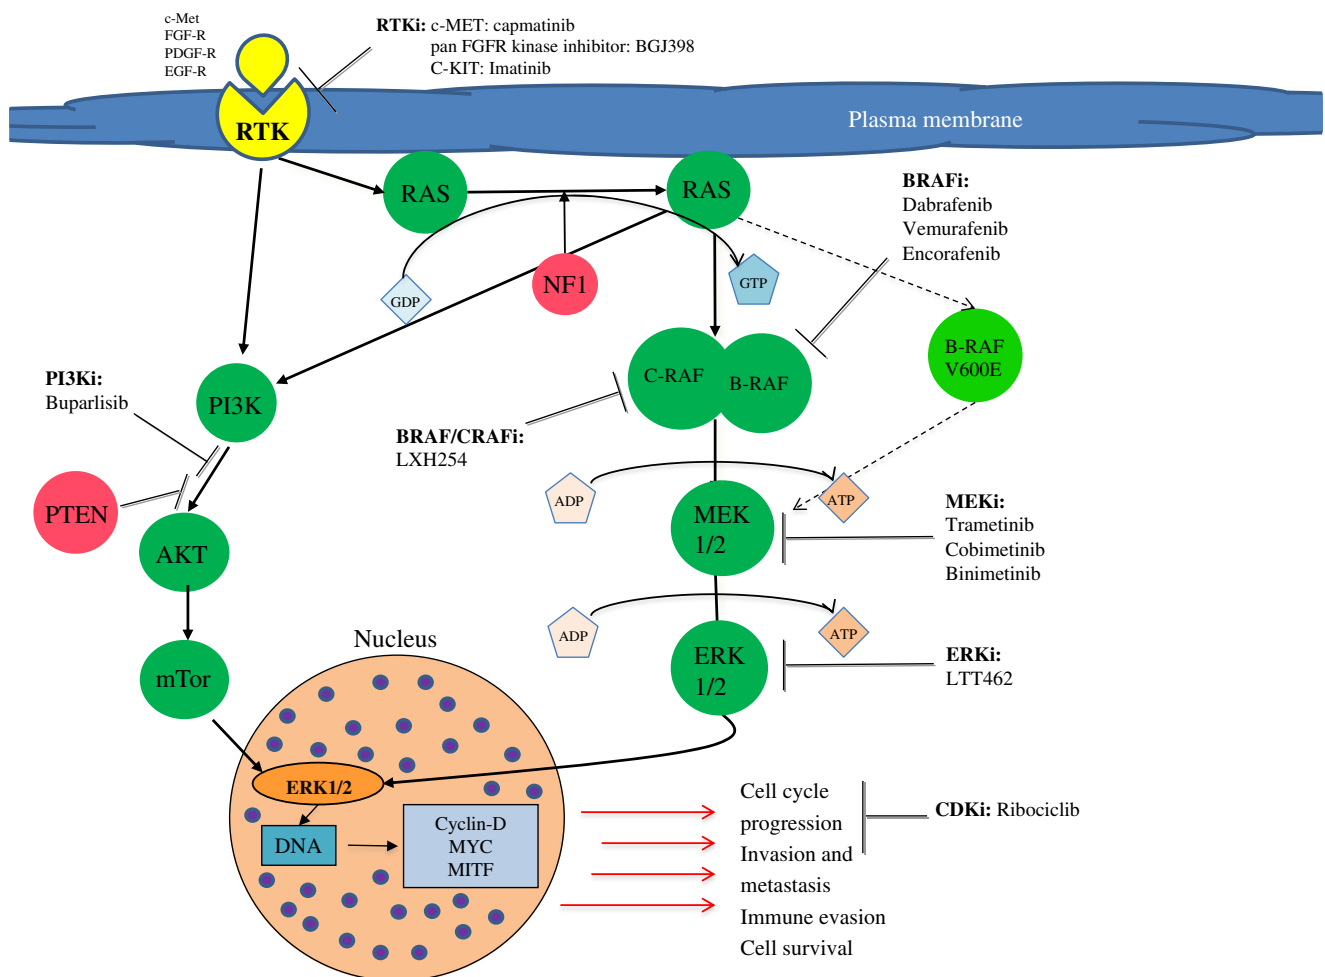 c-Met
FGF-R
PDGF-R
EGF-R
RTKi: c-MET: capmatinib
pan FGFR kinase inhibitor: BGJ398
C-KIT: Imatinib
RTK
Plasma membrane
RAS
RAS
BRAFi:
Dabrafenib
Vemurafenib
Encorafenib
GDP
NF1
GTP
B-RAF
V600E
C-RAF
B-RAF
PI3Ki:
Buparlisib
PI3K
BRAF/CRAFi:
LXH254
PTEN
ADP
ATP
MEK
1/2
MEKi:
Trametinib
Cobimetinib
Binimetinib
AKT
ADP
ATP
Nucleus
mTor
ERK
1/2
ERKi:
LTT462
ERK1/2
DNA
Cyclin-D
MYC
MITF
Cell cycle
progression
Invasion and
metastasis
Immune evasion
Cell survival
CDKi: Ribociclib